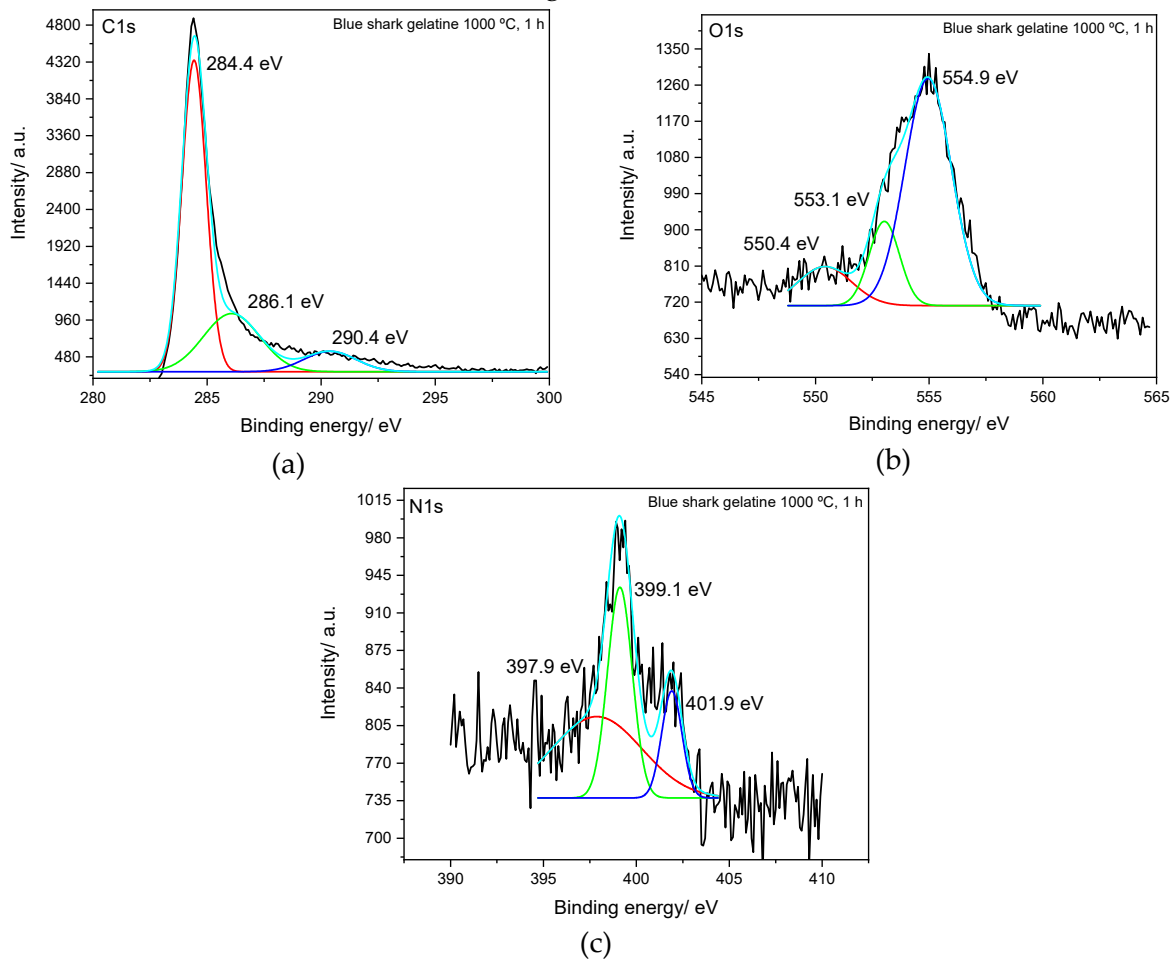 C1s
Blue shark gelatine 1000 ºC, 1 h
4800
4320
3840
3360
2880
2400
1920
1440
960
480
284.4 eV
286.1 eV
290.4 eV
280 285 290 295 300
Intensity/ a.u.
Binding energy/ eV
(a)
O1s
Blue shark gelatine 1000 ºC, 1 h
1350
1260
1170
1080
990
900
810
720
630
540
554.9 eV
553.1 eV
550.4 eV
545 550 555 560 565
Intensity/ a.u.
Binding energy/ eV
(b)
N1s
Blue shark gelatine 1000 ºC, 1 h
1015
980
945
910
875
840
805
770
735
700
399.1 eV
397.9 eV
401.9 eV
390 395 400 405 410
Intensity/ a.u.
Binding energy/ eV
(c)